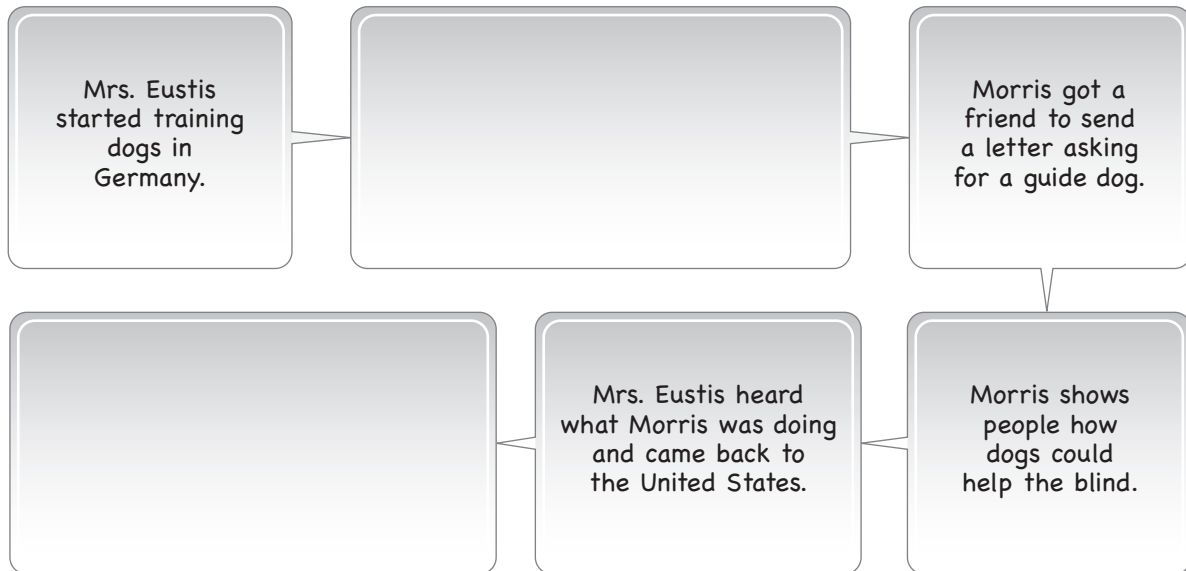 Mrs. Eustis
started training
dogs in
Germany.
Morris got a
friend to send
a letter asking
for a guide dog.
Morris shows
people how
dogs could
help the blind.
Mrs. Eustis heard
what Morris was doing
and came back to
the United States.